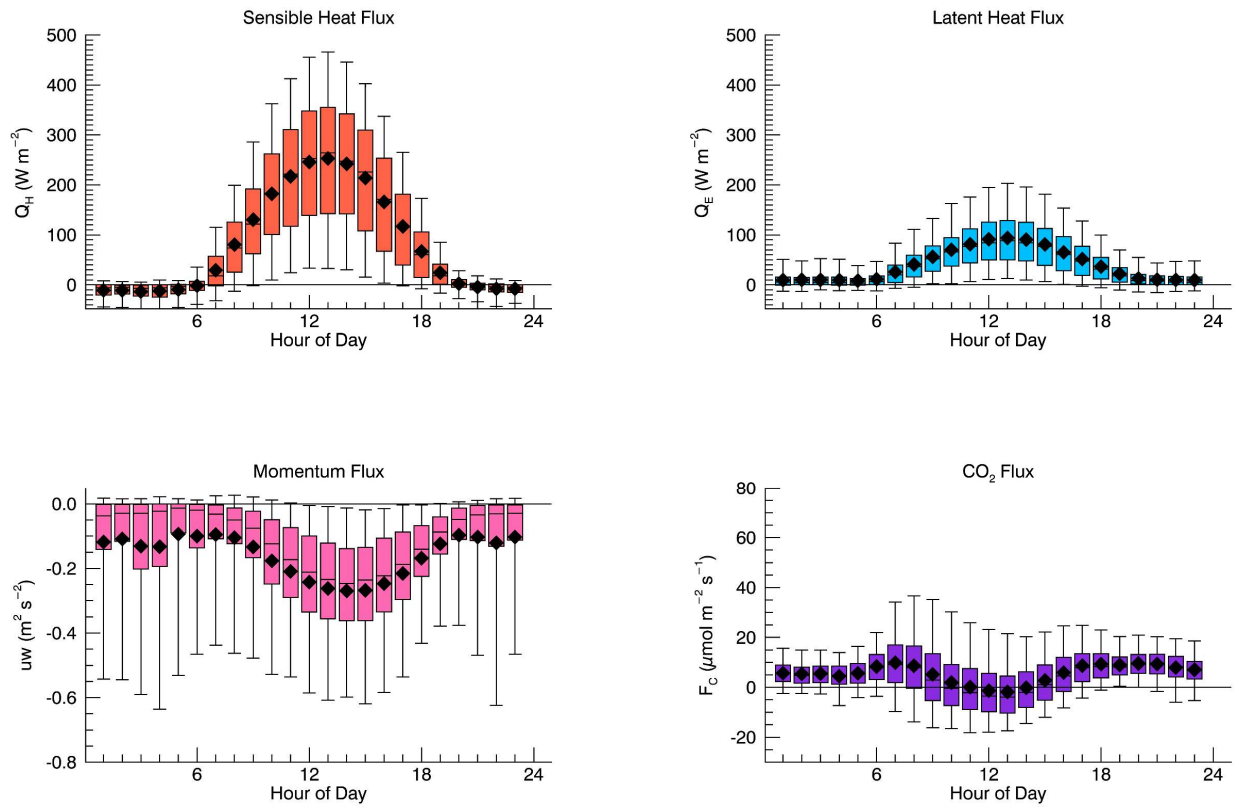 Sensible Heat Flux
500
400
300
200
100
0
Q_H (W m⁻²)
6 12 18 24
Hour of Day
Latent Heat Flux
500
400
300
200
100
0
Q_E (W m⁻²)
6 12 18 24
Hour of Day
Momentum Flux
0.0
-0.2
-0.4
-0.6
-0.8
uw (m² s⁻²)
6 12 18 24
Hour of Day
CO₂ Flux
80
60
40
20
0
-20
F_C (μmol m⁻² s⁻¹)
6 12 18 24
Hour of Day